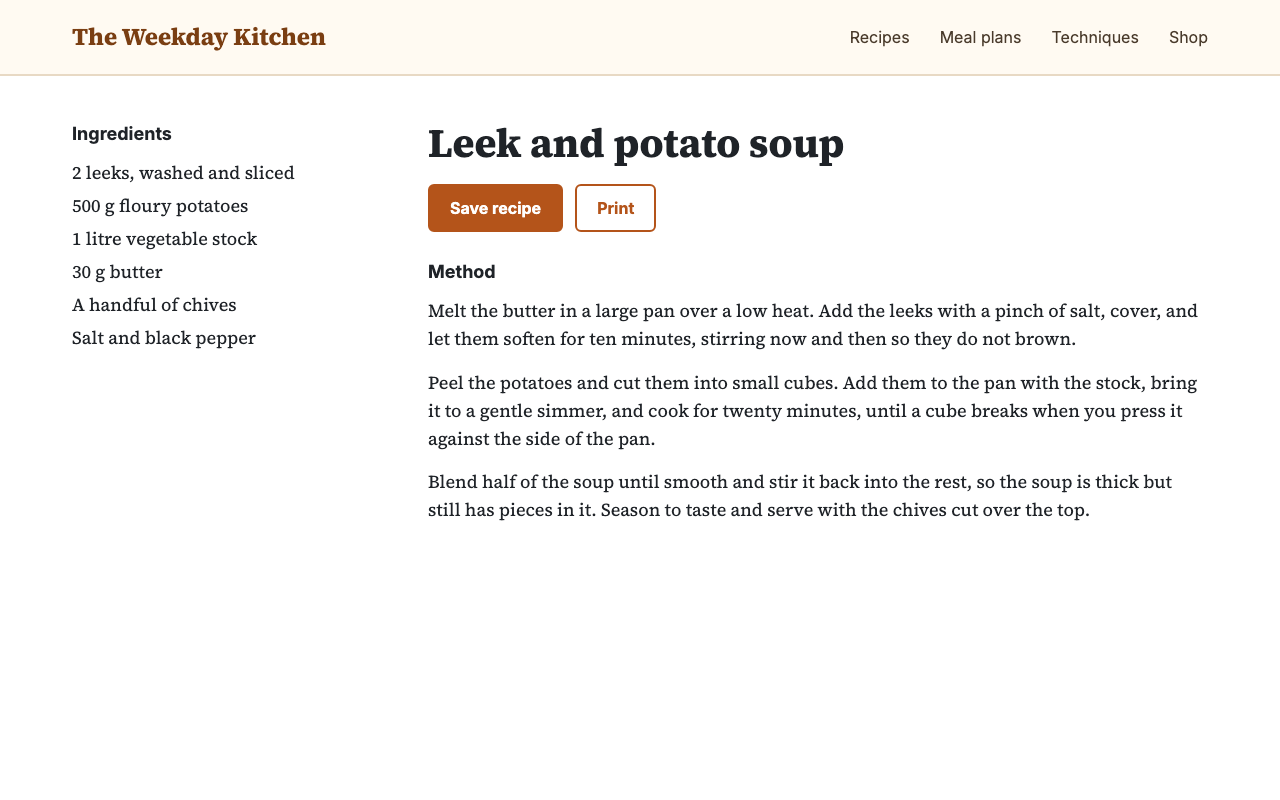 The Weekday Kitchen
Recipes
Meal plans
Techniques
Shop
Ingredients
2 leeks, washed and sliced
500 g floury potatoes
1 litre vegetable stock
30 g butter
A handful of chives
Salt and black pepper
Leek and potato soup
Save recipe
Print
Method
Melt the butter in a large pan over a low heat. Add the leeks with a pinch of salt, cover, and
let them soften for ten minutes, stirring now and then so they do not brown.
Peel the potatoes and cut them into small cubes. Add them to the pan with the stock, bring
it to a gentle simmer, and cook for twenty minutes, until a cube breaks when you press it
against the side of the pan.
Blend half of the soup until smooth and stir it back into the rest, so the soup is thick but
still has pieces in it. Season to taste and serve with the chives cut over the top.